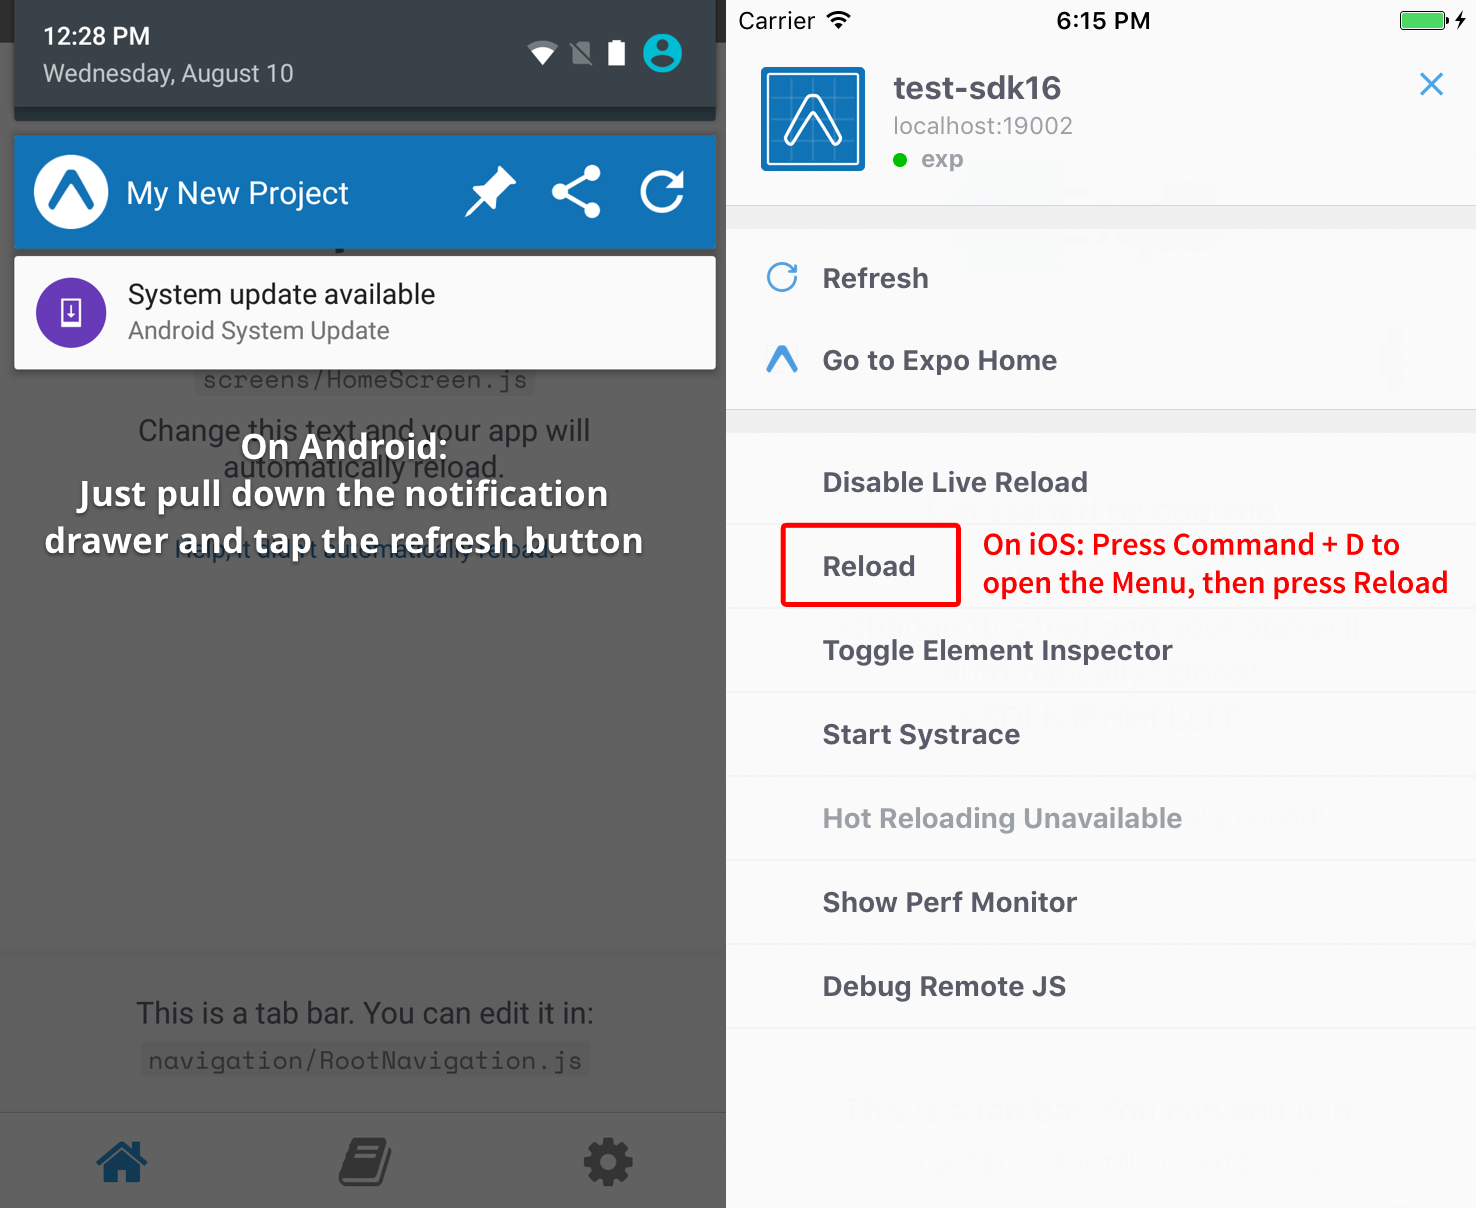 12:28 PM
Wednesday, August 10
My New Project
System update available
Android System Update
screens/HomeScreen.js
Change this text and your app will
automatically reload.
On Android:
Just pull down the notification
drawer and tap the refresh button
Help, it didn't automatically reload.
This is a tab bar. You can edit it in:
navigation/RootNavigation.js
Carrier
6:15 PM
test-sdk16
localhost:19002
exp
Refresh
Go to Expo Home
Disable Live Reload
Reload
On iOS: Press Command + D to
open the Menu, then press Reload
Toggle Element Inspector
Start Systrace
Hot Reloading Unavailable
Show Perf Monitor
Debug Remote JS